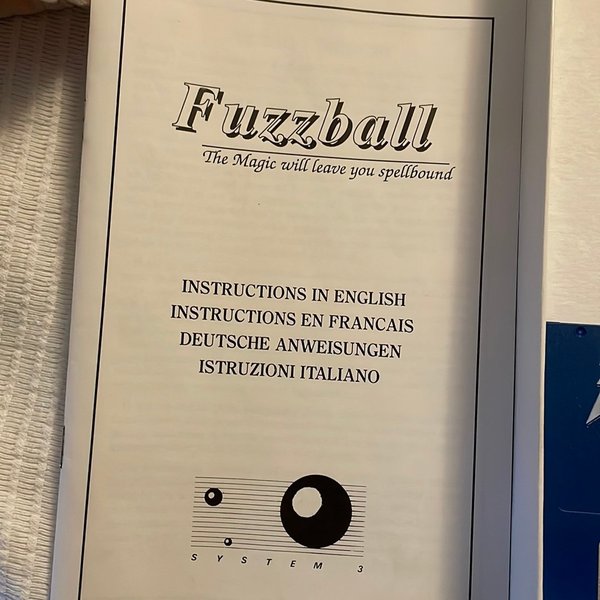 Fuzzball
The Magic will leave you spellbound
INSTRUCTIONS IN ENGLISH
INSTRUCTIONS EN FRANCAIS
DEUTSCHE ANWEISUNGEN
ISTRUZIONI ITALIANO
SYSTEM 3